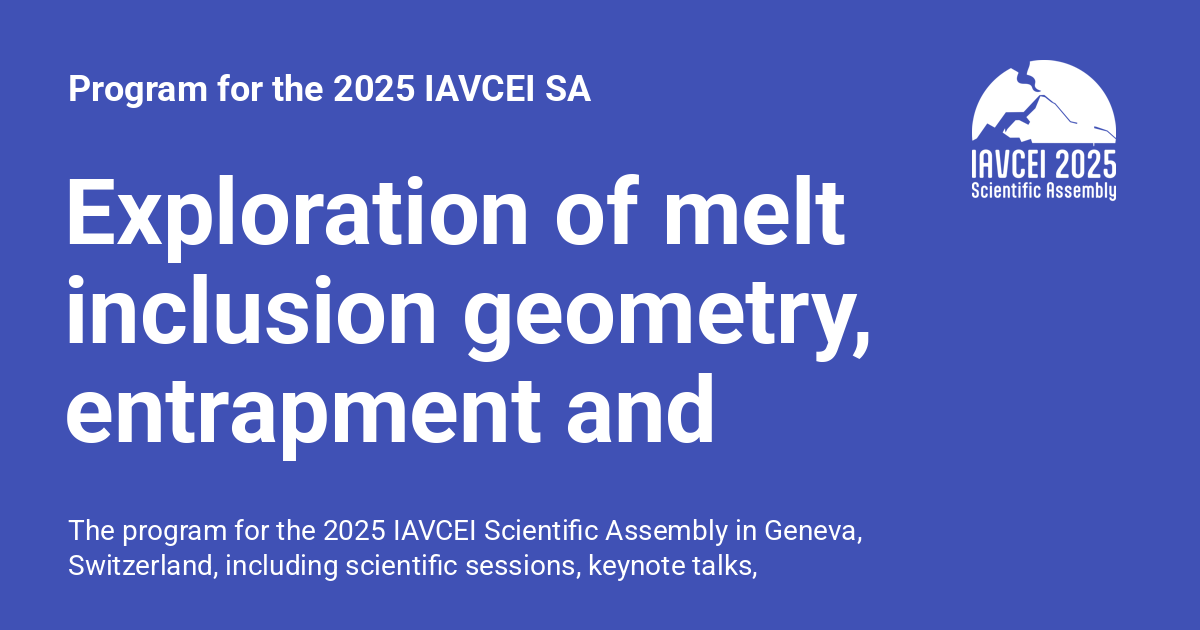 Program for the 2025 IAVCEI SA
IAVCEI 2025
Scientific Assembly
Exploration of melt
inclusion geometry,
entrapment and
The program for the 2025 IAVCEI Scientific Assembly in Geneva,
Switzerland, including scientific sessions, keynote talks,